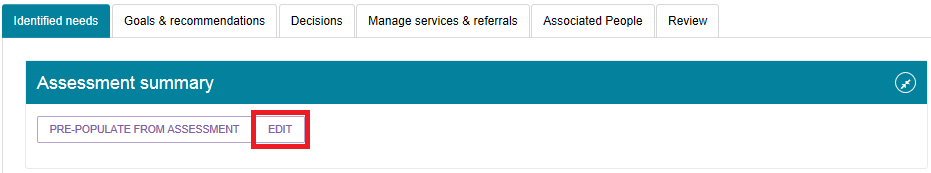 Identified needs Goals & recommendations Decisions Manage services & referrals Associated People Review
Assessment summary
PRE-POPULATE FROM ASSESSMENT EDIT